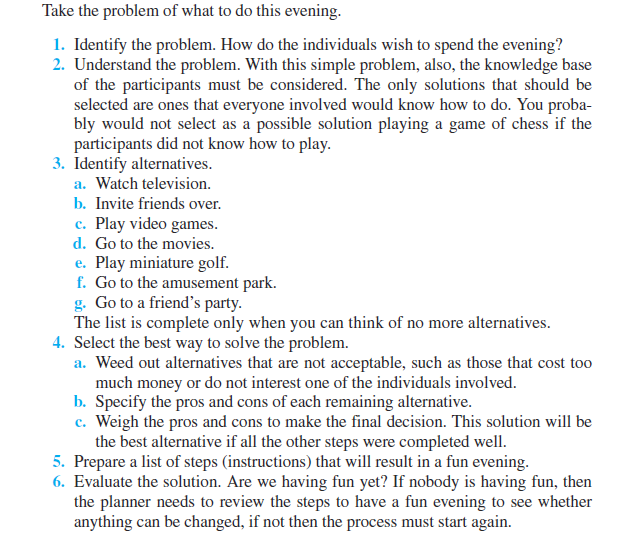 Take the problem of what to do this evening.
1. Identify the problem. How do the individuals wish to spend the evening?
2. Understand the problem. With this simple problem, also, the knowledge base
of the participants must be considered. The only solutions that should be
selected are ones that everyone involved would know how to do. You proba-
bly would not select as a possible solution playing a game of chess if the
participants did not know how to play.
3. Identify alternatives.
a. Watch television.
b. Invite friends over.
c. Play video games.
d. Go to the movies.
e. Play miniature golf.
f. Go to the amusement park.
g. Go to a friend's party.
The list is complete only when you can think of no more alternatives.
4. Select the best way to solve the problem.
a. Weed out alternatives that are not acceptable, such as those that cost too
much money or do not interest one of the individuals involved.
b. Specify the pros and cons of each remaining alternative.
c. Weigh the pros and cons to make the final decision. This solution will be
the best alternative if all the other steps were completed well.
5. Prepare a list of steps (instructions) that will result in a fun evening.
6. Evaluate the solution. Are we having fun yet? If nobody is having fun, then
the planner needs to review the steps to have a fun evening to see whether
anything can be changed, if not then the process must start again.